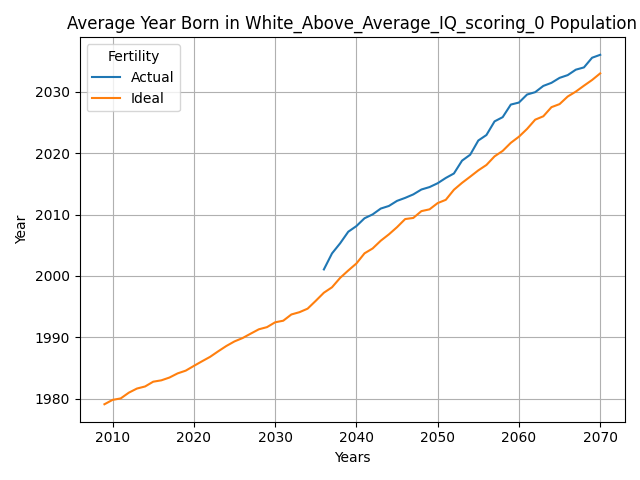 Average Year Born in White_Above_Average_IQ_scoring_0 Population
Fertility
Actual
Ideal
2030
2020
2010
2000
1990
1980
Year
2010 2020 2030 2040 2050 2060 2070
Years